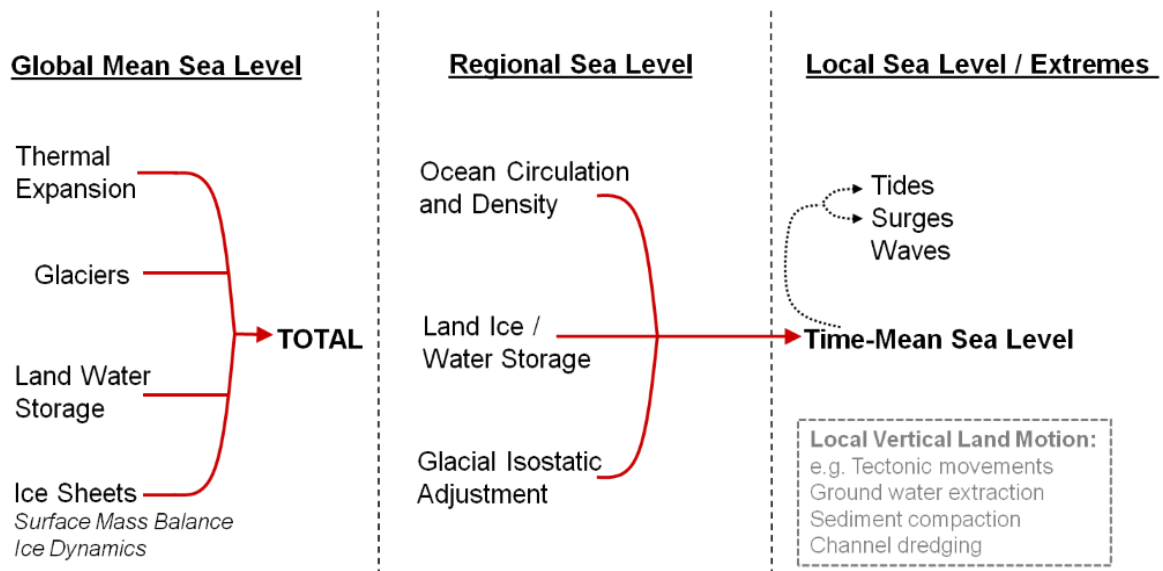 Global Mean Sea Level
Thermal
Expansion
Glaciers
TOTAL
Land Water
Storage
Ice Sheets
Surface Mass Balance
Ice Dynamics
Regional Sea Level
Ocean Circulation
and Density
Land Ice /
Water Storage
Glacial Isostatic
Adjustment
Local Sea Level / Extremes
Tides
Surges
Waves
Time-Mean Sea Level
Local Vertical Land Motion:
e.g. Tectonic movements
Ground water extraction
Sediment compaction
Channel dredging